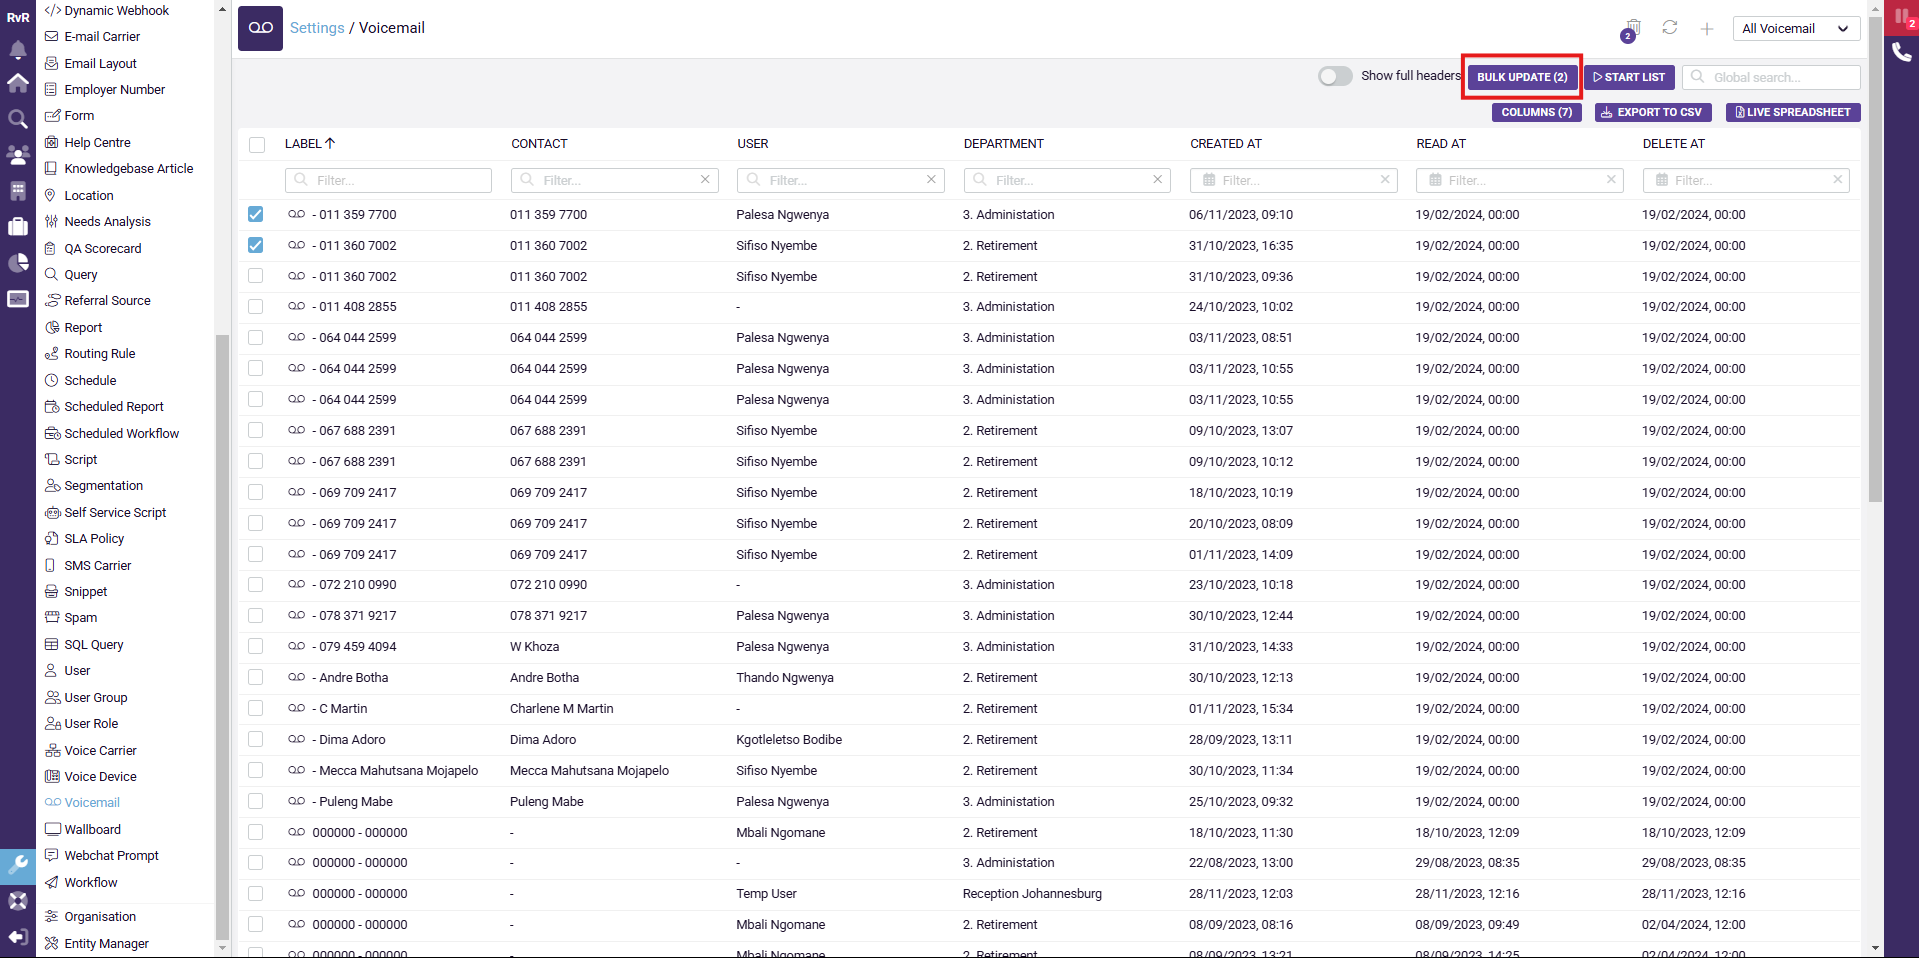 RvR
Dynamic Webhook
E-mail Carrier
Email Layout
Employer Number
Form
Help Centre
Knowledgebase Article
Location
Needs Analysis
QA Scorecard
Query
Referral Source
Report
Routing Rule
Schedule
Scheduled Report
Scheduled Workflow
Script
Segmentation
Self Service Script
SLA Policy
SMS Carrier
Snippet
Spam
SQL Query
User
User Group
User Role
Voice Carrier
Voice Device
Voicemail
Wallboard
Webchat Prompt
Workflow
Organisation
Entity Manager
Settings / Voicemail
2
All Voicemail
2
Show full headers
BULK UPDATE (2)
START LIST
Global search...
COLUMNS (7)
EXPORT TO CSV
LIVE SPREADSHEET
LABEL CONTACT USER DEPARTMENT CREATED AT READ AT DELETE AT
Filter... Filter... Filter... Filter... Filter... Filter... Filter...
- 011 359 7700 011 359 7700 Palesa Ngwenya 3. Administation 06/11/2023, 09:10 19/02/2024, 00:00 19/02/2024, 00:00
- 011 360 7002 011 360 7002 Sifiso Nyembe 2. Retirement 31/10/2023, 16:35 19/02/2024, 00:00 19/02/2024, 00:00
- 011 360 7002 011 360 7002 Sifiso Nyembe 2. Retirement 31/10/2023, 09:36 19/02/2024, 00:00 19/02/2024, 00:00
- 011 408 2855 011 408 2855 - 3. Administation 24/10/2023, 10:02 19/02/2024, 00:00 19/02/2024, 00:00
- 064 044 2599 064 044 2599 Palesa Ngwenya 3. Administation 03/11/2023, 08:51 19/02/2024, 00:00 19/02/2024, 00:00
- 064 044 2599 064 044 2599 Palesa Ngwenya 3. Administation 03/11/2023, 10:55 19/02/2024, 00:00 19/02/2024, 00:00
- 064 044 2599 064 044 2599 Palesa Ngwenya 3. Administation 03/11/2023, 10:55 19/02/2024, 00:00 19/02/2024, 00:00
- 067 688 2391 067 688 2391 Sifiso Nyembe 2. Retirement 09/10/2023, 13:07 19/02/2024, 00:00 19/02/2024, 00:00
- 067 688 2391 067 688 2391 Sifiso Nyembe 2. Retirement 09/10/2023, 10:12 19/02/2024, 00:00 19/02/2024, 00:00
- 069 709 2417 069 709 2417 Sifiso Nyembe 2. Retirement 18/10/2023, 10:19 19/02/2024, 00:00 19/02/2024, 00:00
- 069 709 2417 069 709 2417 Sifiso Nyembe 2. Retirement 20/10/2023, 08:09 19/02/2024, 00:00 19/02/2024, 00:00
- 069 709 2417 069 709 2417 Sifiso Nyembe 2. Retirement 01/11/2023, 14:09 19/02/2024, 00:00 19/02/2024, 00:00
- 072 210 0990 072 210 0990 - 3. Administation 23/10/2023, 10:18 19/02/2024, 00:00 19/02/2024, 00:00
- 078 371 9217 078 371 9217 Palesa Ngwenya 3. Administation 30/10/2023, 12:44 19/02/2024, 00:00 19/02/2024, 00:00
- 079 459 4094 W Khoza Palesa Ngwenya 3. Administation 31/10/2023, 14:33 19/02/2024, 00:00 19/02/2024, 00:00
- Andre Botha Andre Botha Thando Ngwenya 2. Retirement 30/10/2023, 12:13 19/02/2024, 00:00 19/02/2024, 00:00
- C Martin Charlene M Martin - 2. Retirement 01/11/2023, 15:34 19/02/2024, 00:00 19/02/2024, 00:00
- Dima Adoro Dima Adoro Kgotleletso Bodibe 2. Retirement 28/09/2023, 13:11 19/02/2024, 00:00 19/02/2024, 00:00
- Mecca Mahutsana Mojapelo Mecca Mahutsana Mojapelo Sifiso Nyembe 2. Retirement 30/10/2023, 11:34 19/02/2024, 00:00 19/02/2024, 00:00
- Puleng Mabe Puleng Mabe Palesa Ngwenya 3. Administation 25/10/2023, 09:32 19/02/2024, 00:00 19/02/2024, 00:00
000000 - 000000 - Mbali Ngomane 2. Retirement 18/10/2023, 11:30 18/10/2023, 12:09 18/10/2023, 12:09
000000 - 000000 - - 3. Administation 22/08/2023, 13:00 29/08/2023, 08:35 29/08/2023, 08:35
000000 - 000000 - Temp User Reception Johannesburg 28/11/2023, 12:03 28/11/2023, 12:16 28/11/2023, 12:16
000000 - 000000 - Mbali Ngomane 2. Retirement 08/09/2023, 08:16 08/09/2023, 09:49 02/04/2024, 12:00
000000 - 000000 - Mbali Ngomane 2. Retirement 08/09/2023, 13:21 08/09/2023, 14:25 02/04/2024, 12:00